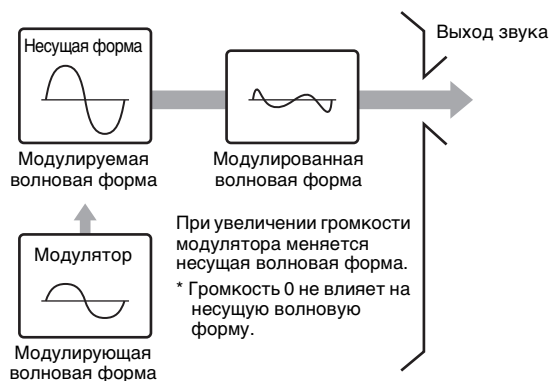 Несущая форма
Выход звука
Модулируемая
волновая форма
Модулированная
волновая форма
Модулятор
При увеличении громкости
модулятора меняется
несущая волновая форма.
* Громкость 0 не влияет на
несущую волновую
форму.
Модулирующая
волновая форма